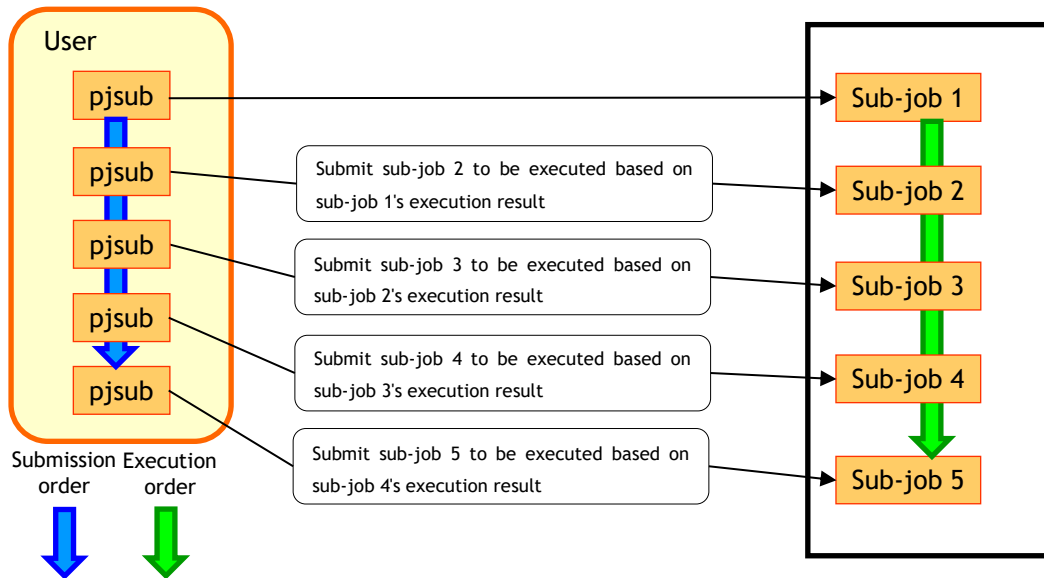 User
pjsub
pjsub
pjsub
pjsub
pjsub
Submission
order
Execution
order
Submit sub-job 2 to be executed based on
sub-job 1's execution result
Submit sub-job 3 to be executed based on
sub-job 2's execution result
Submit sub-job 4 to be executed based on
sub-job 3's execution result
Submit sub-job 5 to be executed based on
sub-job 4's execution result
Sub-job 1
Sub-job 2
Sub-job 3
Sub-job 4
Sub-job 5